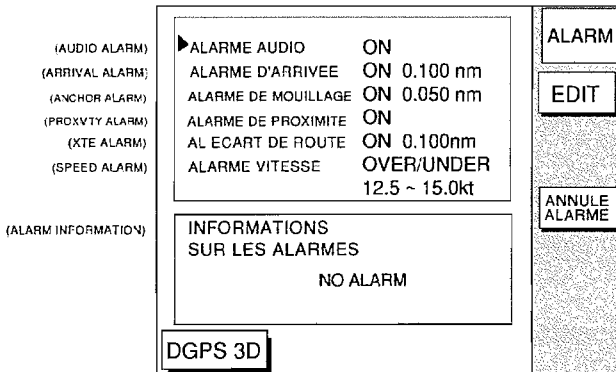 ALARM
(AUDIO ALARM) ALARME AUDIO ON
(ARRIVAL ALARM) ALARME D'ARRIVEE ON 0.100 nm
(ANCHOR ALARM) ALARME DE MOUILLAGE ON 0.050 nm
EDIT
(PROXVTY ALARM) ALARME DE PROXIMITE ON
(XTE ALARM) AL ECART DE ROUTE ON 0.100nm
(SPEED ALARM) ALARME VITESSE OVER/UNDER
12.5 ~ 15.0kt
ANNULE
ALARME
(ALARM INFORMATION) INFORMATIONS
SUR LES ALARMES
NO ALARM
DGPS 3D